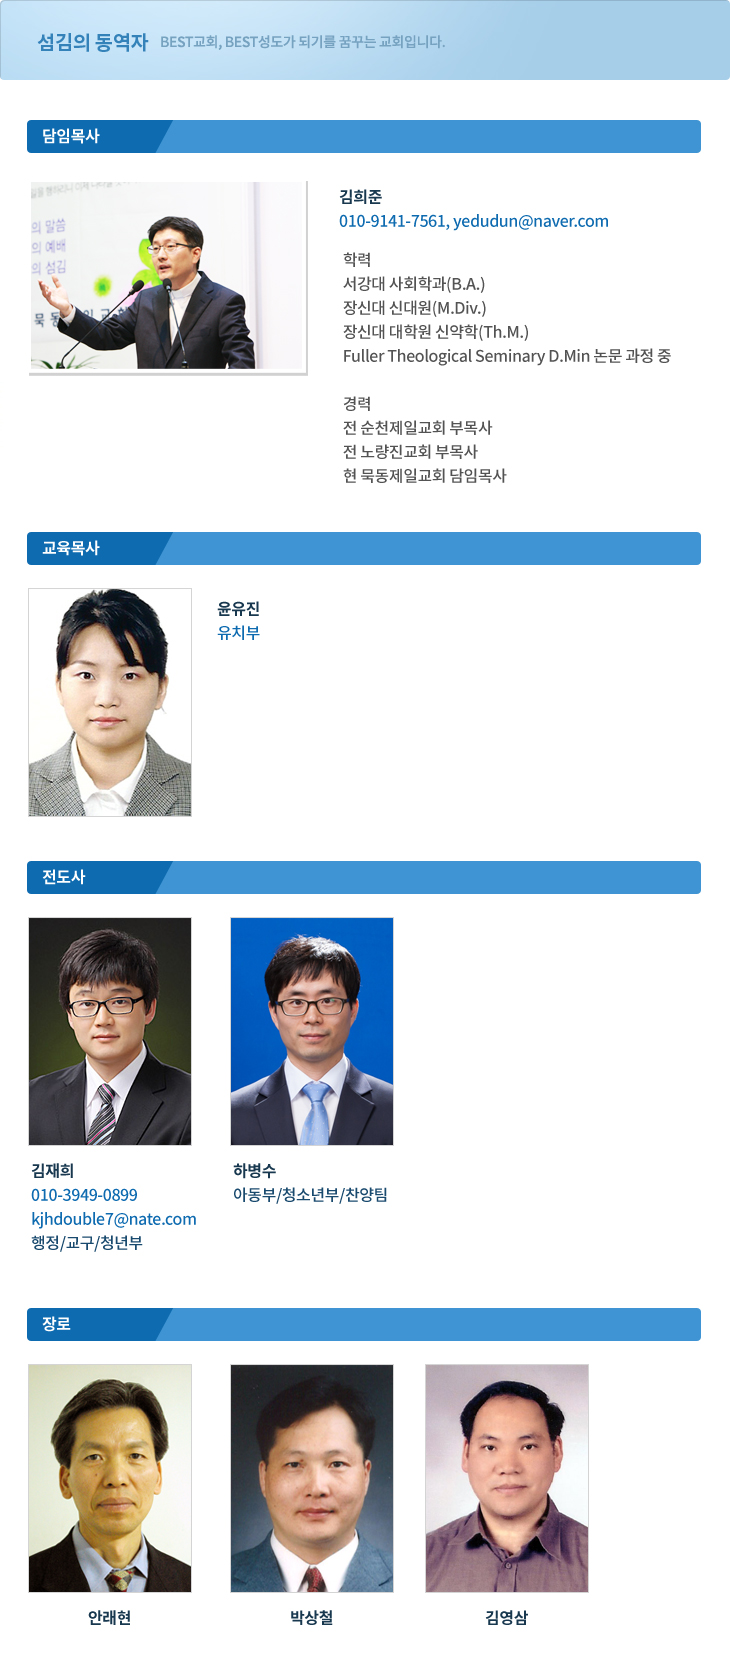 섬김의 동역자 BEST교회, BEST성도가 되기를 꿈꾸는 교회입니다.
담임목사
의 말씀
의 예배
의 섬김
묵동
김희준
010-9141-7561, yedudun@naver.com
학력
서강대 사회학과(B.A.)
장신대 신대원(M.Div.)
장신대 대학원 신약학(Th.M.)
Fuller Theological Seminary D.Min 논문 과정 중
경력
전 순천제일교회 부목사
전 노량진교회 부목사
현 묵동제일교회 담임목사
교육목사
윤유진
유치부
전도사
김재희
010-3949-0899
kjhdouble7@nate.com
행정/교구/청년부
하병수
아동부/청소년부/찬양팀
장로
안래현
박상철
김영삼